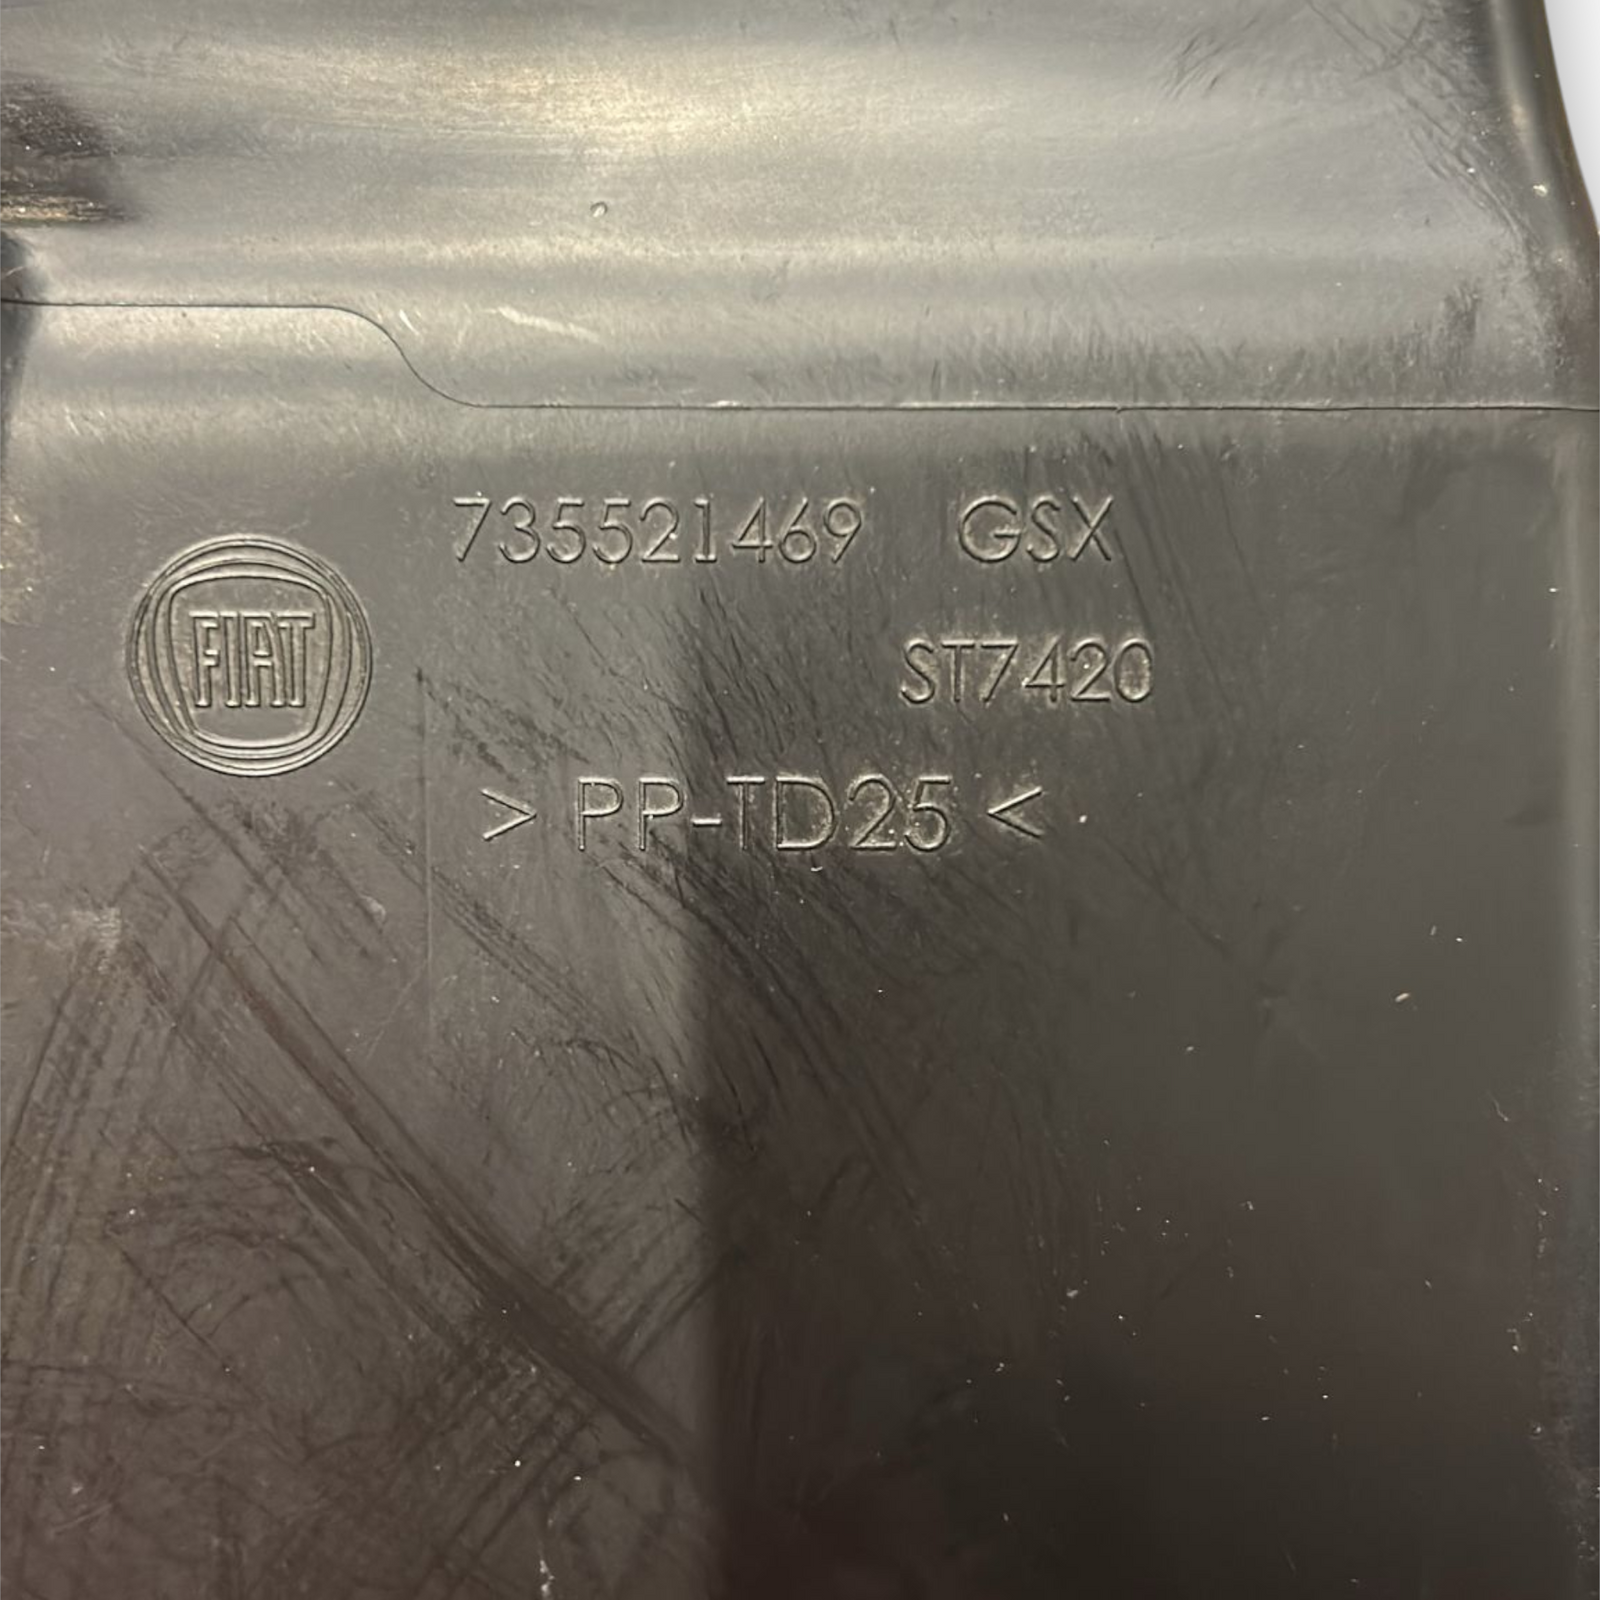 735521469 GSX
FIAT
ST7420
> PP-TD25 <